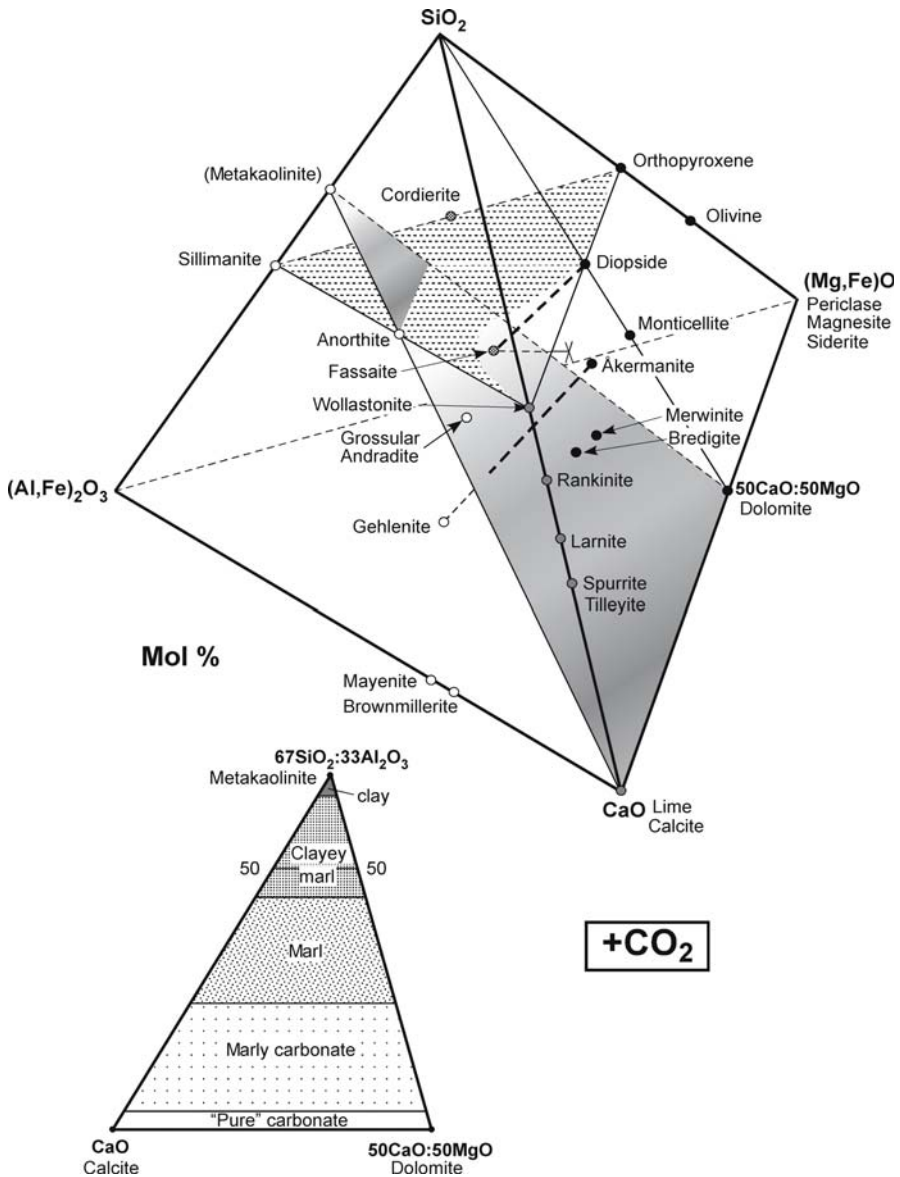 SiO2
Orthopyroxene
(Metakaolinite)
Cordierite
Olivine
Sillimanite
Diopside
(Mg,Fe)O
Periclase
Magnesite
Siderite
Anorthite
Monticellite
Fassaite
Akermanite
Wollastonite
Merwinite
Grossular
Andradite
Bredigite
(Al,Fe)2O3
Rankinite
50CaO:50MgO
Dolomite
Gehlenite
Larnite
Spurrite
Tilleyite
Mol %
Mayenite
Brownmillerite
CaO Lime
Calcite
67SiO2:33Al2O3
Metakaolinite
clay
Clayey
50 marl 50
Marl
+CO2
Marly carbonate
"Pure" carbonate
CaO
Calcite
50CaO:50MgO
Dolomite